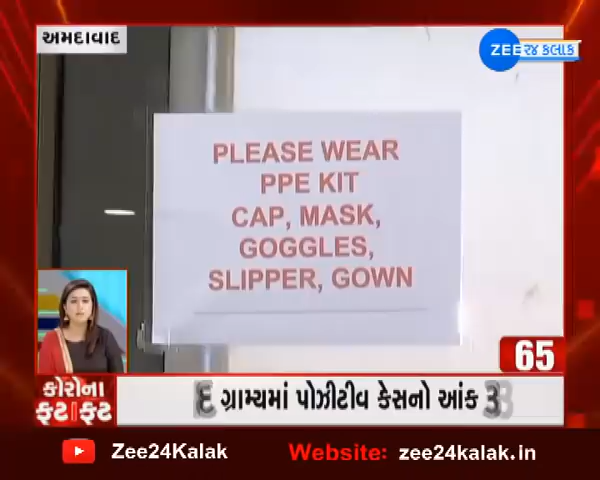 અમદાવાદ
ZEE ૨૪ કલાક
PLEASE WEAR
PPE KIT
CAP, MASK,
GOGGLES,
SLIPPER, GOWN
65
કોરોના
ફટાફટ
ગ્રામ્યમાં પોઝીટીવ કેસનો આંક
Zee24Kalak
Website: zee24kalak.in